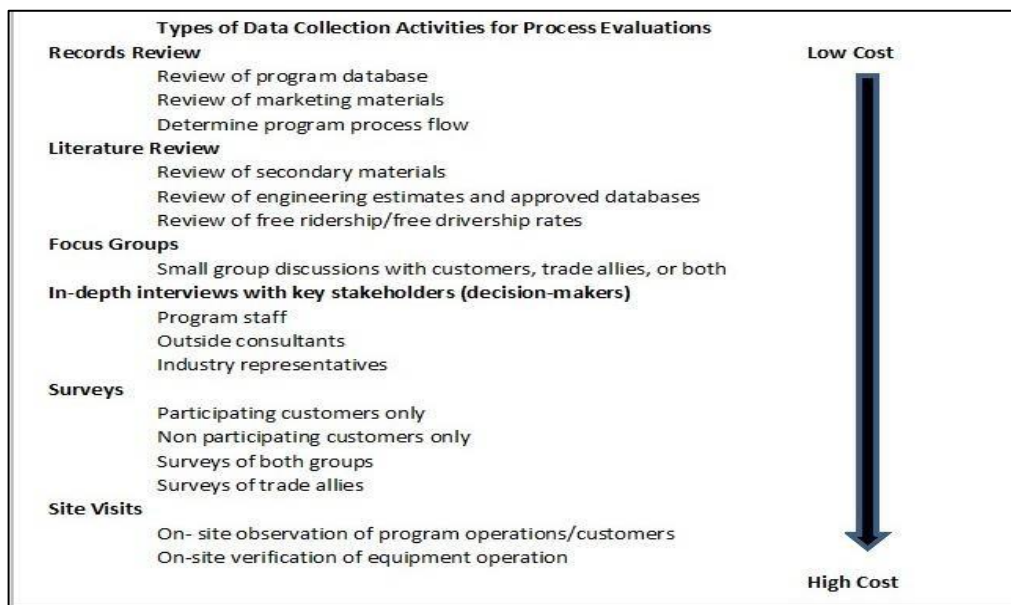 Types of Data Collection Activities for Process Evaluations
Records Review
Low Cost
Review of program database
Review of marketing materials
Determine program process flow
Literature Review
Review of secondary materials
Review of engineering estimates and approved databases
Review of free ridership/free drivership rates
Focus Groups
Small group discussions with customers, trade allies, or both
In-depth interviews with key stakeholders (decision-makers)
Program staff
Outside consultants
Industry representatives
Surveys
Participating customers only
Non participating customers only
Surveys of both groups
Surveys of trade allies
Site Visits
On- site observation of program operations/customers
On-site verification of equipment operation
High Cost